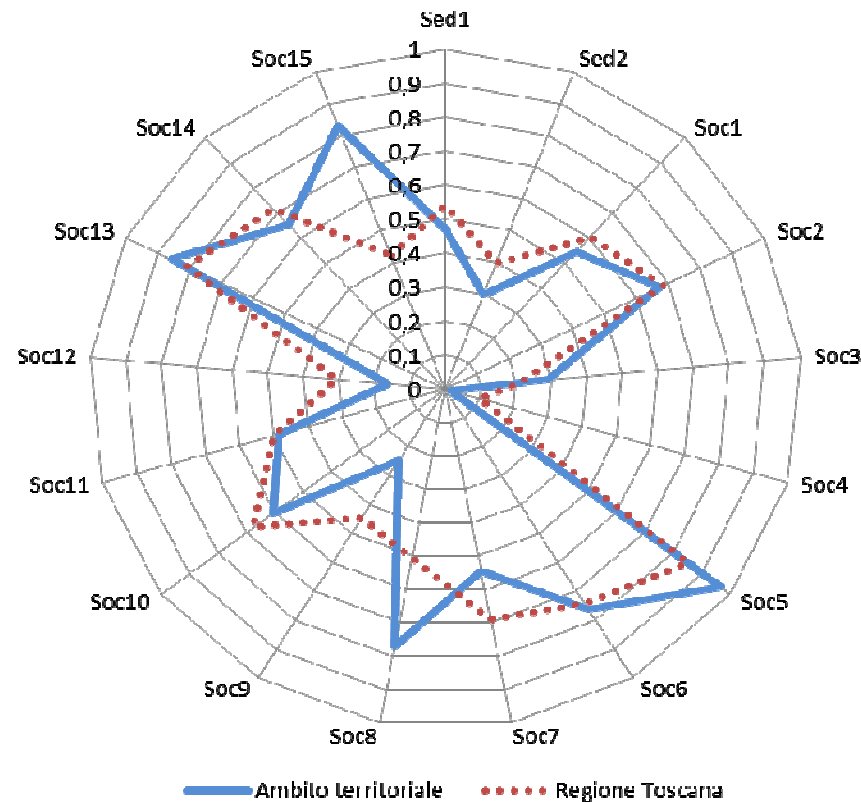 Sed1
Sed2
Soc1
Soc2
Soc3
Soc4
Soc5
Soc6
Soc7
Soc8
Soc9
Soc10
Soc11
Soc12
Soc13
Soc14
Soc15
1
0,9
0,8
0,7
0,6
0,5
0,4
0,3
0,2
0,1
0
Ambito territoriale Regione Toscana